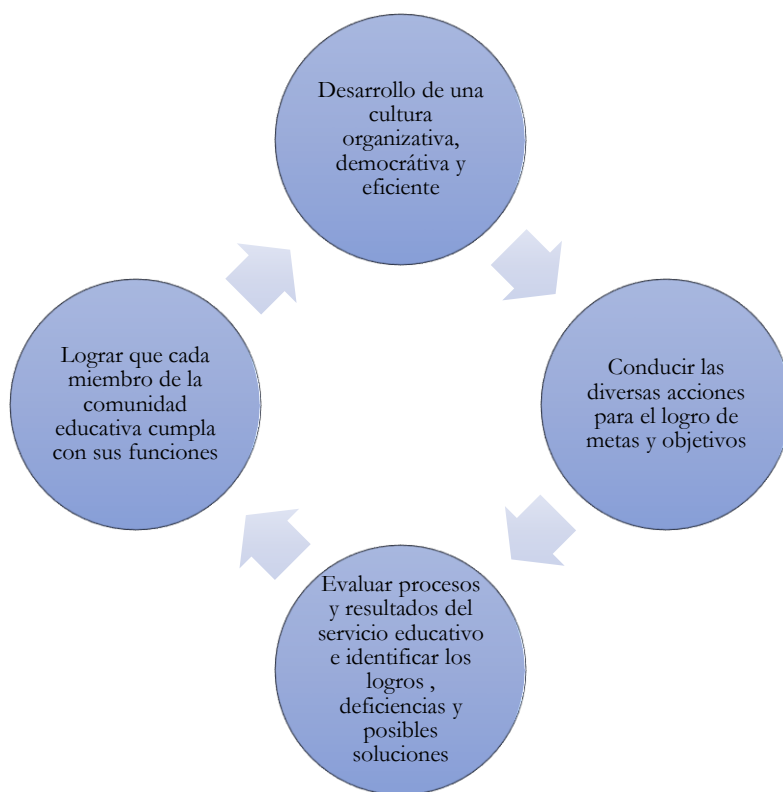 Desarrollo de una
cultura
organizativa,
democrátiva y
eficiente
Conducir las
diversas acciones
para el logro de
metas y objetivos
Evaluar procesos
y resultados del
servicio educativo
e identificar los
logros ,
deficiencias y
posibles
soluciones
Lograr que cada
miembro de la
comunidad
educativa cumpla
con sus funciones